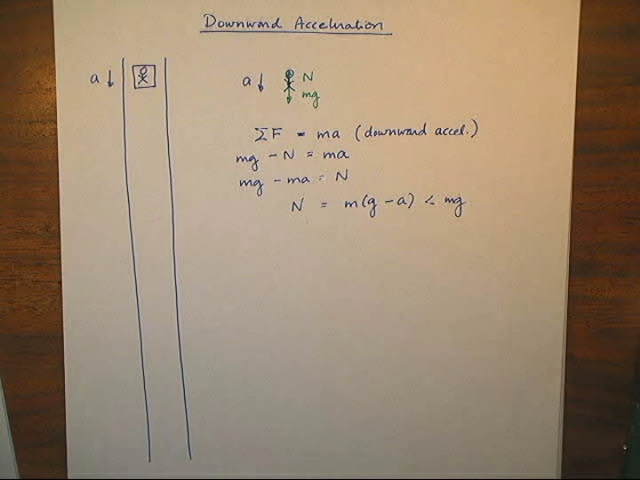 Downward Acceleration
a ↓
a ↓ N
mg
ΣF = ma (downward accel.)
mg - N = ma
mg - ma = N
N = m(g - a) < mg